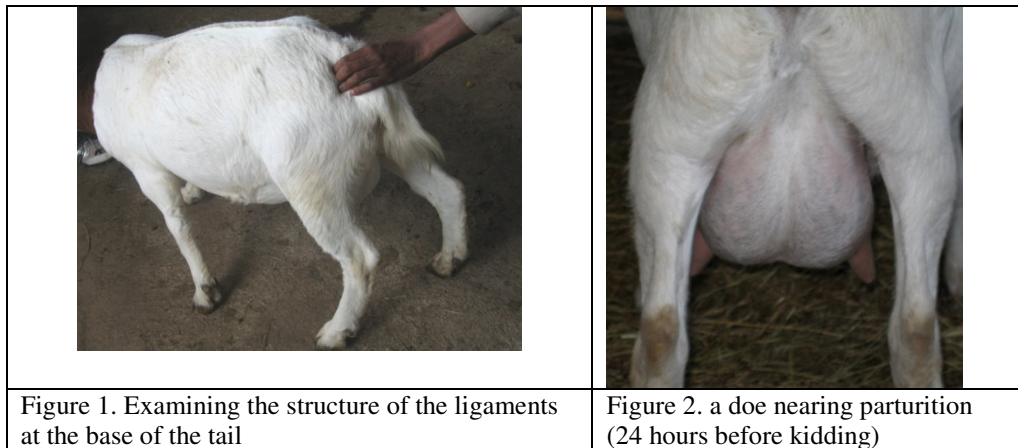 Figure 1. Examining the structure of the ligaments
at the base of the tail
Figure 2. a doe nearing parturition
(24 hours before kidding)